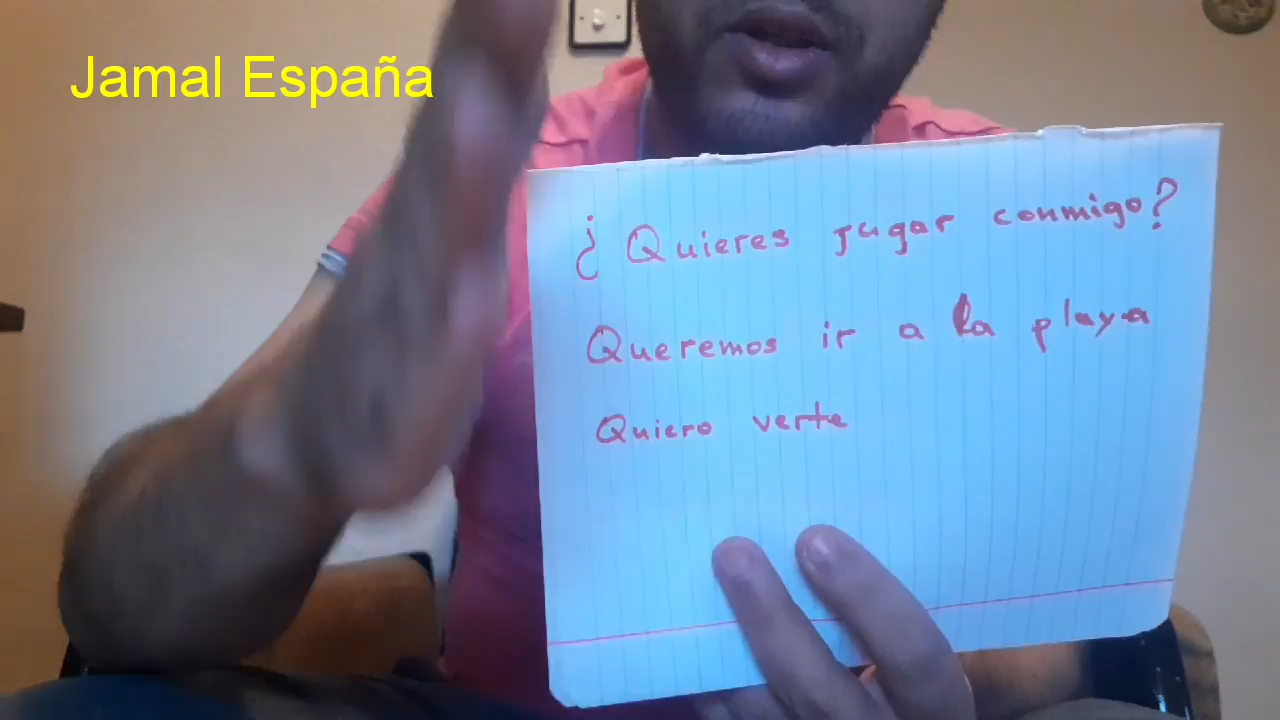 Jamal España
¿Quieres jugar conmigo?
Queremos ir a la playa
Quiero verte